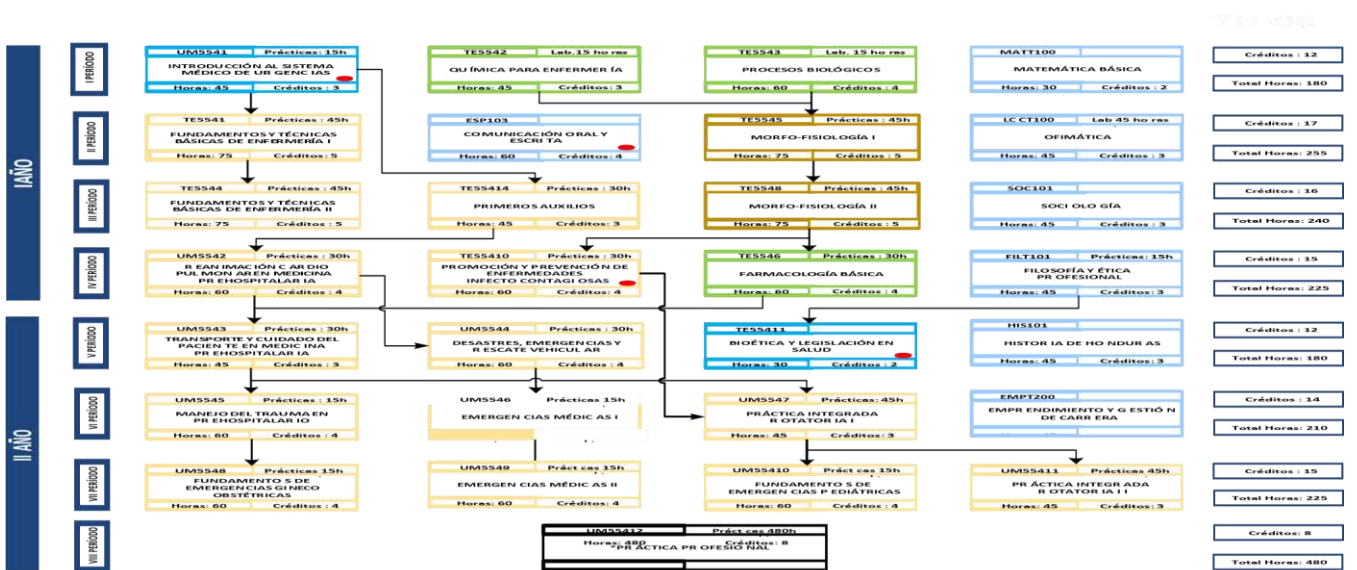 TU-08
I AÑO
I PERÍODO
UM5541 Prácticas: 15h
INTRODUCCIÓN AL SISTEMA
MÉDICO DE URGENCIAS
Horas: 45 Créditos: 3
TE5542 Lab. 15 horas
QUÍMICA PARA ENFERMERÍA
Horas: 45 Créditos: 3
TE5543 Lab. 15 horas
PROCESOS BIOLÓGICOS
Horas: 60 Créditos: 4
MATT100
MATEMÁTICA BÁSICA
Horas: 30 Créditos: 2
Créditos: 12
Total Horas: 180
II PERÍODO
TE5541 Prácticas: 45h
FUNDAMENTOS Y TÉCNICAS
BÁSICAS DE ENFERMERÍA I
Horas: 75 Créditos: 5
ESP103
COMUNICACIÓN ORAL Y
ESCRITA
Horas: 60 Créditos: 4
TE5545 Prácticas: 45h
MORFO-FISIOLOGÍA I
Horas: 75 Créditos: 5
LCCT100 Lab 45 horas
OFIMÁTICA
Horas: 45 Créditos: 3
Créditos: 17
Total Horas: 255
III PERÍODO
TE5544 Prácticas: 45h
FUNDAMENTOS Y TÉCNICAS
BÁSICAS DE ENFERMERÍA II
Horas: 75 Créditos: 5
TE55414 Prácticas: 30h
PRIMEROS AUXILIOS
Horas: 45 Créditos: 3
TE5548 Prácticas: 45h
MORFO-FISIOLOGÍA II
Horas: 75 Créditos: 5
SOC101
SOCIOLOGÍA
Horas: 45 Créditos: 3
Créditos: 16
Total Horas: 240
IV PERÍODO
UM5542 Prácticas: 30h
REANIMACIÓN CARDIO
PULMONAR EN MEDICINA
PREHOSPITALARIA
Horas: 60 Créditos: 4
TE55410 Prácticas: 30h
PROMOCIÓN Y PREVENCIÓN DE
ENFERMEDADES
INFECTO CONTAGIOSAS
Horas: 60 Créditos: 4
TE5546 Prácticas: 30h
FARMACOLOGÍA BÁSICA
Horas: 60 Créditos: 4
FILT101 Prácticas: 15h
FILOSOFÍA Y ÉTICA
PROFESIONAL
Horas: 45 Créditos: 3
Créditos: 15
Total Horas: 225
II AÑO
V PERÍODO
UM5543 Prácticas: 30h
TRANSPORTE Y CUIDADO DEL
PACIENTE EN MEDICINA
PREHOSPITALARIA
Horas: 45 Créditos: 3
UM5544 Prácticas: 30h
DESASTRES, EMERGENCIAS Y
RESCATE VEHICULAR
Horas: 60 Créditos: 4
TE55411
BIOÉTICA Y LEGISLACIÓN EN
SALUD
Horas: 30 Créditos: 2
HIS101
HISTORIA DE HONDURAS
Horas: 45 Créditos: 3
Créditos: 12
Total Horas: 180
VI PERÍODO
UM5545 Prácticas: 15h
MANEJO DEL TRAUMA EN
PREHOSPITALARIO
Horas: 60 Créditos: 4
UM5546 Prácticas 15h
EMERGENCIAS MÉDICAS I
UM5547 Prácticas: 45h
PRÁCTICA INTEGRADA
ROTATORIA I
Horas: 45 Créditos: 3
EMPT200
EMPRENDIMIENTO Y GESTIÓN
DE CARRERA
Créditos: 14
Total Horas: 210
VII PERÍODO
UM5548 Prácticas 15h
FUNDAMENTOS DE
EMERGENCIAS GINECO
OBSTÉTRICAS
Horas: 60 Créditos: 4
UM5549 Práct cas 15h
EMERGENCIAS MÉDICAS II
Horas: 60 Créditos: 4
UM55410 Práct cas 15h
FUNDAMENTOS DE
EMERGENCIAS PEDIÁTRICAS
Horas: 60 Créditos: 4
UM55411 Prácticas 45h
PRÁCTICA INTEGRADA
ROTATORIA II
Horas: 45 Créditos: 3
Créditos: 15
Total Horas: 225
VIII PERÍODO
UM55412 Práct cas 480h
Horas: 480 Créditos: 8
*PRÁCTICA PROFESIONAL
Créditos: 8
Total Horas: 480